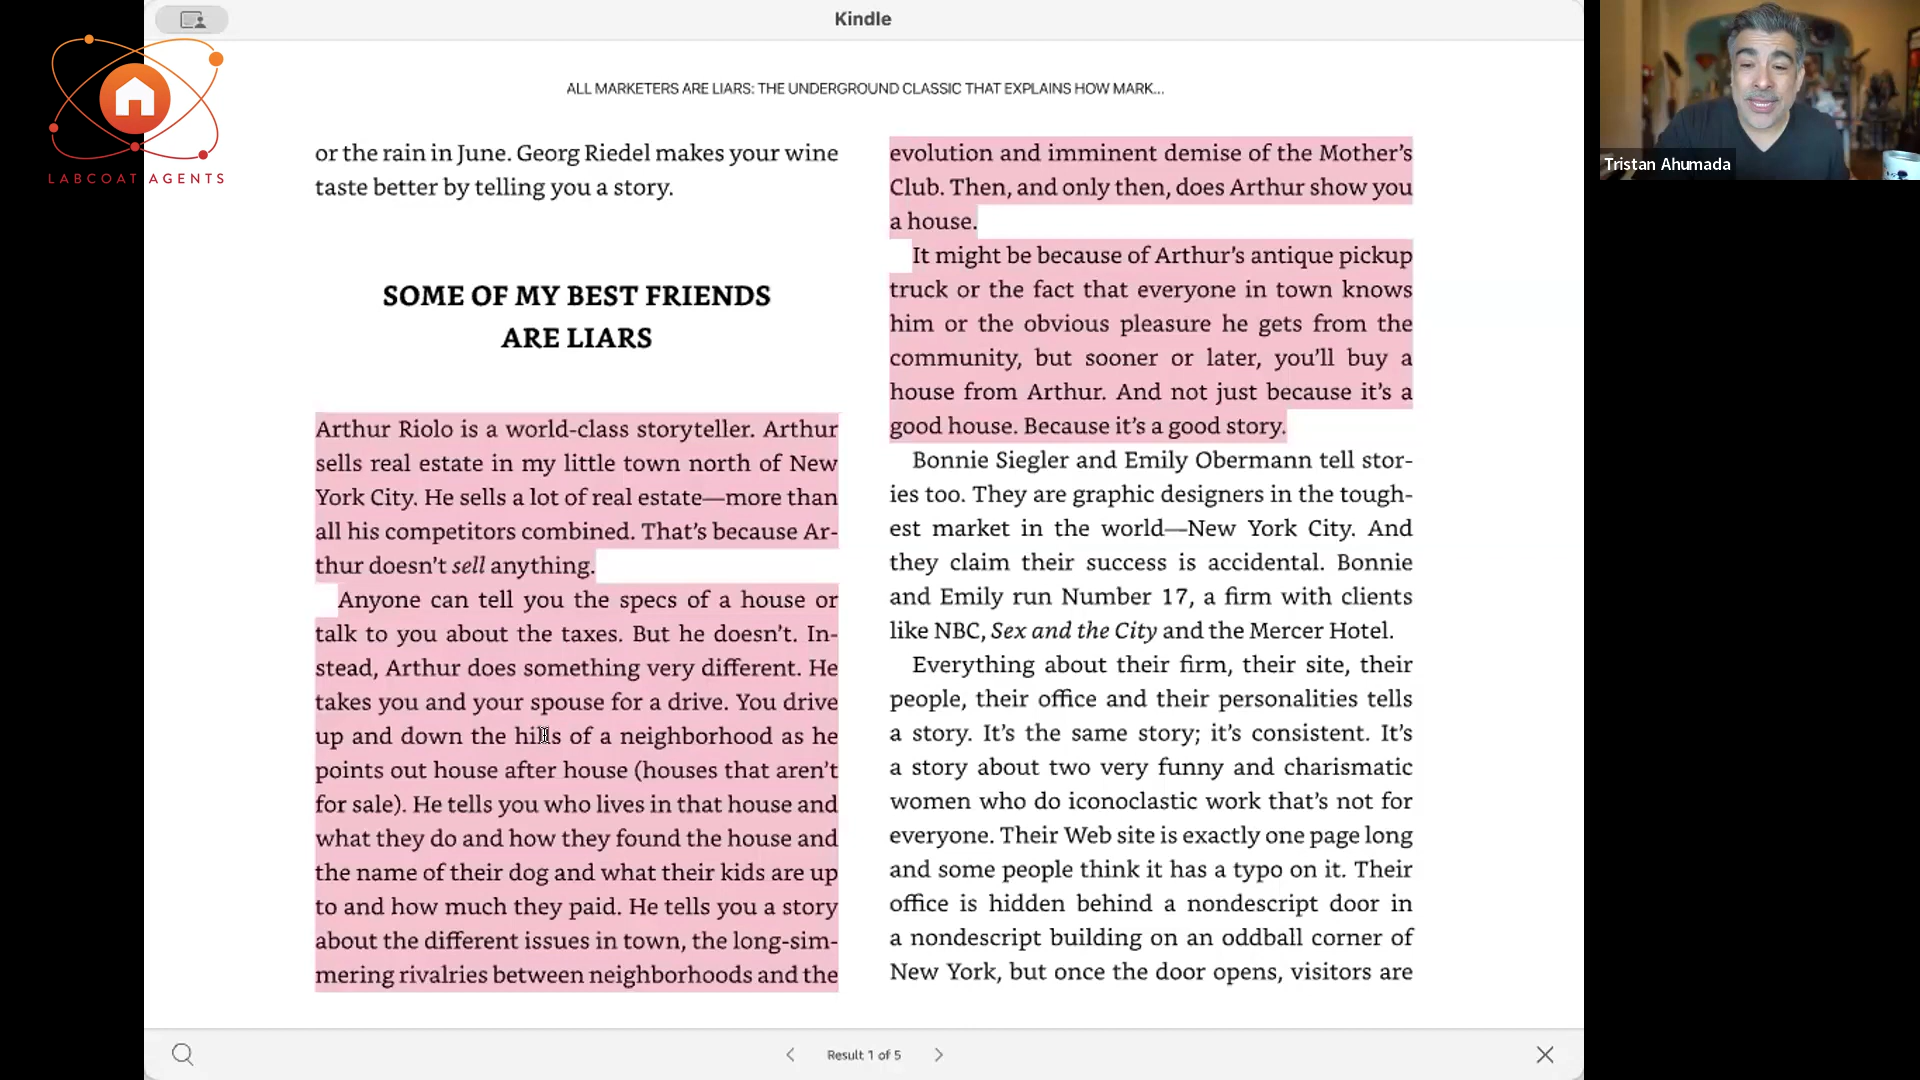 Kindle
LABCOAT AGENTS
Tristan Ahumada
ALL MARKETERS ARE LIARS: THE UNDERGROUND CLASSIC THAT EXPLAINS HOW MARK...
or the rain in June. Georg Riedel makes your wine
taste better by telling you a story.
SOME OF MY BEST FRIENDS
ARE LIARS
Arthur Riolo is a world-class storyteller. Arthur
sells real estate in my little town north of New
York City. He sells a lot of real estate—more than
all his competitors combined. That’s because Ar-
thur doesn’t sell anything.
Anyone can tell you the specs of a house or
talk to you about the taxes. But he doesn’t. In-
stead, Arthur does something very different. He
takes you and your spouse for a drive. You drive
up and down the hills of a neighborhood as he
points out house after house (houses that aren’t
for sale). He tells you who lives in that house and
what they do and how they found the house and
the name of their dog and what their kids are up
to and how much they paid. He tells you a story
about the different issues in town, the long-sim-
mering rivalries between neighborhoods and the
evolution and imminent demise of the Mother’s
Club. Then, and only then, does Arthur show you
a house.
It might be because of Arthur’s antique pickup
truck or the fact that everyone in town knows
him or the obvious pleasure he gets from the
community, but sooner or later, you’ll buy a
house from Arthur. And not just because it’s a
good house. Because it’s a good story.
Bonnie Siegler and Emily Obermann tell stor-
ies too. They are graphic designers in the tough-
est market in the world—New York City. And
they claim their success is accidental. Bonnie
and Emily run Number 17, a firm with clients
like NBC, Sex and the City and the Mercer Hotel.
Everything about their firm, their site, their
people, their office and their personalities tells
a story. It’s the same story; it’s consistent. It’s
a story about two very funny and charismatic
women who do iconoclastic work that’s not for
everyone. Their Web site is exactly one page long
and some people think it has a typo on it. Their
office is hidden behind a nondescript door in
a nondescript building on an oddball corner of
New York, but once the door opens, visitors are
Result 1 of 5